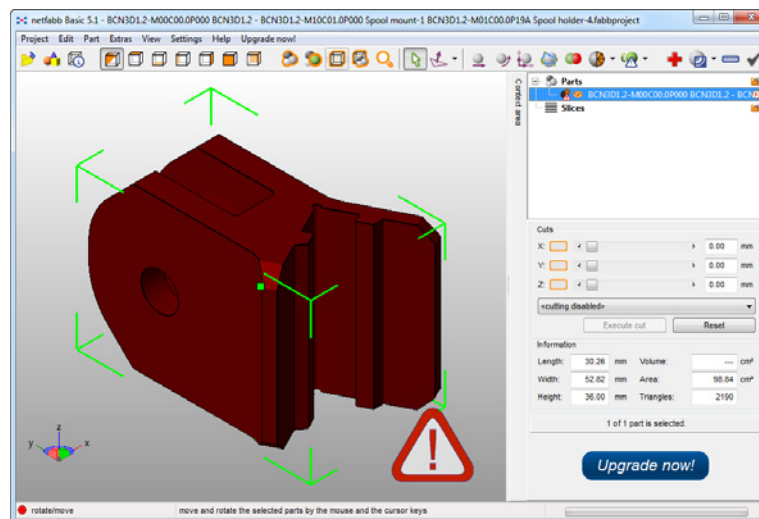 netfabb Basic 5.1 - BCN3D1.2-M00C00.0P000 BCN3D1.2 - BCN3D1.2-M10C01.0P000 Spool mount-1 BCN3D1.2-M01C00.0P19A Spool holder-4.fabbproject
Project Edit Part Extras View Settings Help Upgrade now!
Context area
Parts
BCN3D1.2-M00C00.0P000 BCN3D1.2 - BCN
Slices
Cuts
X: 0.00 mm
Y: 0.00 mm
Z: 0.00 mm
<cutting disabled>
Execute cut Reset
Information
Length: 30.26 mm Volume: --- cm³
Width: 52.82 mm Area: 98.84 cm²
Height: 36.00 mm Triangles: 2190
1 of 1 part is selected.
Upgrade now!
z
y x
rotate/move move and rotate the selected parts by the mouse and the cursor keys